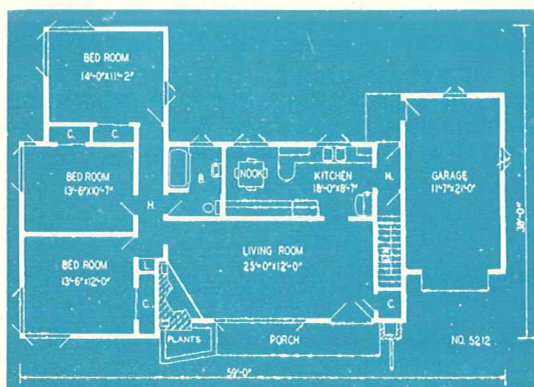 BED ROOM
14'-0"X11'-2"
C.
C.
BED ROOM
13'-6"X10'-7"
H.
B.
NOOK
KITCHEN
18'-0"X8'-7"
H.
GARAGE
11'-7"X21'-0"
38'-0"
BED ROOM
13'-6"X12'-0"
L.
C.
LIVING ROOM
25'-0"X12'-0"
DN
C.
PLANTS
PORCH
NO. 5212
59'-0"